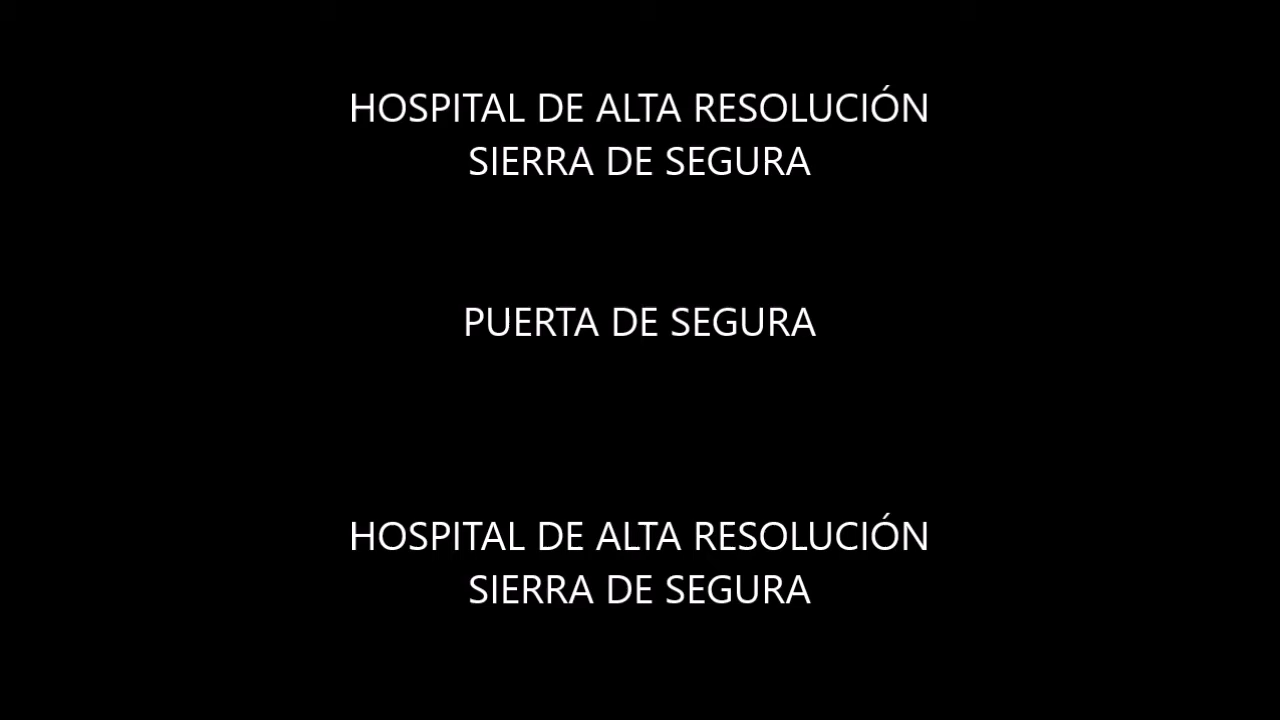 HOSPITAL DE ALTA RESOLUCIÓN
SIERRA DE SEGURA
PUERTA DE SEGURA
HOSPITAL DE ALTA RESOLUCIÓN
SIERRA DE SEGURA